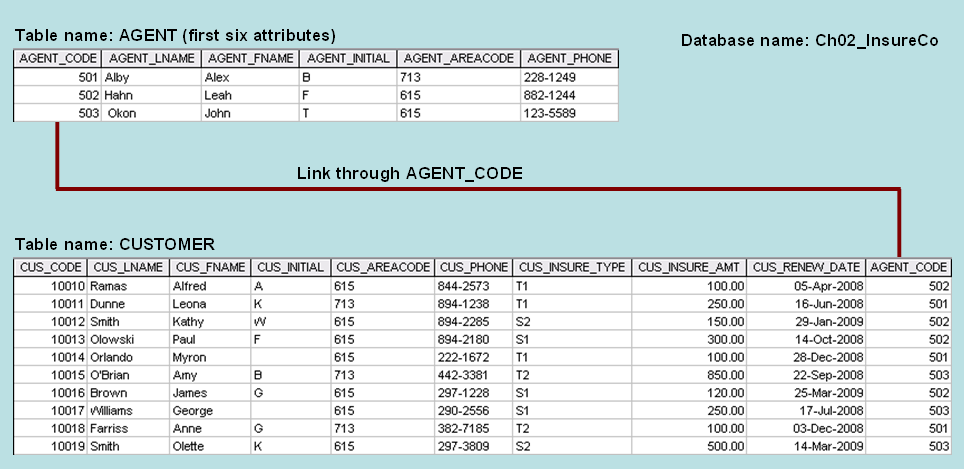 Table name: AGENT (first six attributes)
Database name: Ch02_InsureCo
AGENT_CODE AGENT_LNAME AGENT_FNAME AGENT_INITIAL AGENT_AREACODE AGENT_PHONE
501 Alby Alex B 713 228-1249
502 Hahn Leah F 615 882-1244
503 Okon John T 615 123-5589
Link through AGENT_CODE
Table name: CUSTOMER
CUS_CODE CUS_LNAME CUS_FNAME CUS_INITIAL CUS_AREACODE CUS_PHONE CUS_INSURE_TYPE CUS_INSURE_AMT CUS_RENEW_DATE AGENT_CODE
10010 Ramas Alfred A 615 844-2573 T1 100.00 05-Apr-2008 502
10011 Dunne Leona K 713 894-1238 T1 250.00 16-Jun-2008 501
10012 Smith Kathy W 615 894-2285 S2 150.00 29-Jan-2009 502
10013 Olowski Paul F 615 894-2180 S1 300.00 14-Oct-2008 502
10014 Orlando Myron 615 222-1672 T1 100.00 28-Dec-2008 501
10015 O'Brian Amy B 713 442-3381 T2 850.00 22-Sep-2008 503
10016 Brown James G 615 297-1228 S1 120.00 25-Mar-2009 502
10017 Williams George 615 290-2556 S1 250.00 17-Jul-2008 503
10018 Farriss Anne G 713 382-7185 T2 100.00 03-Dec-2008 501
10019 Smith Olette K 615 297-3809 S2 500.00 14-Mar-2009 503